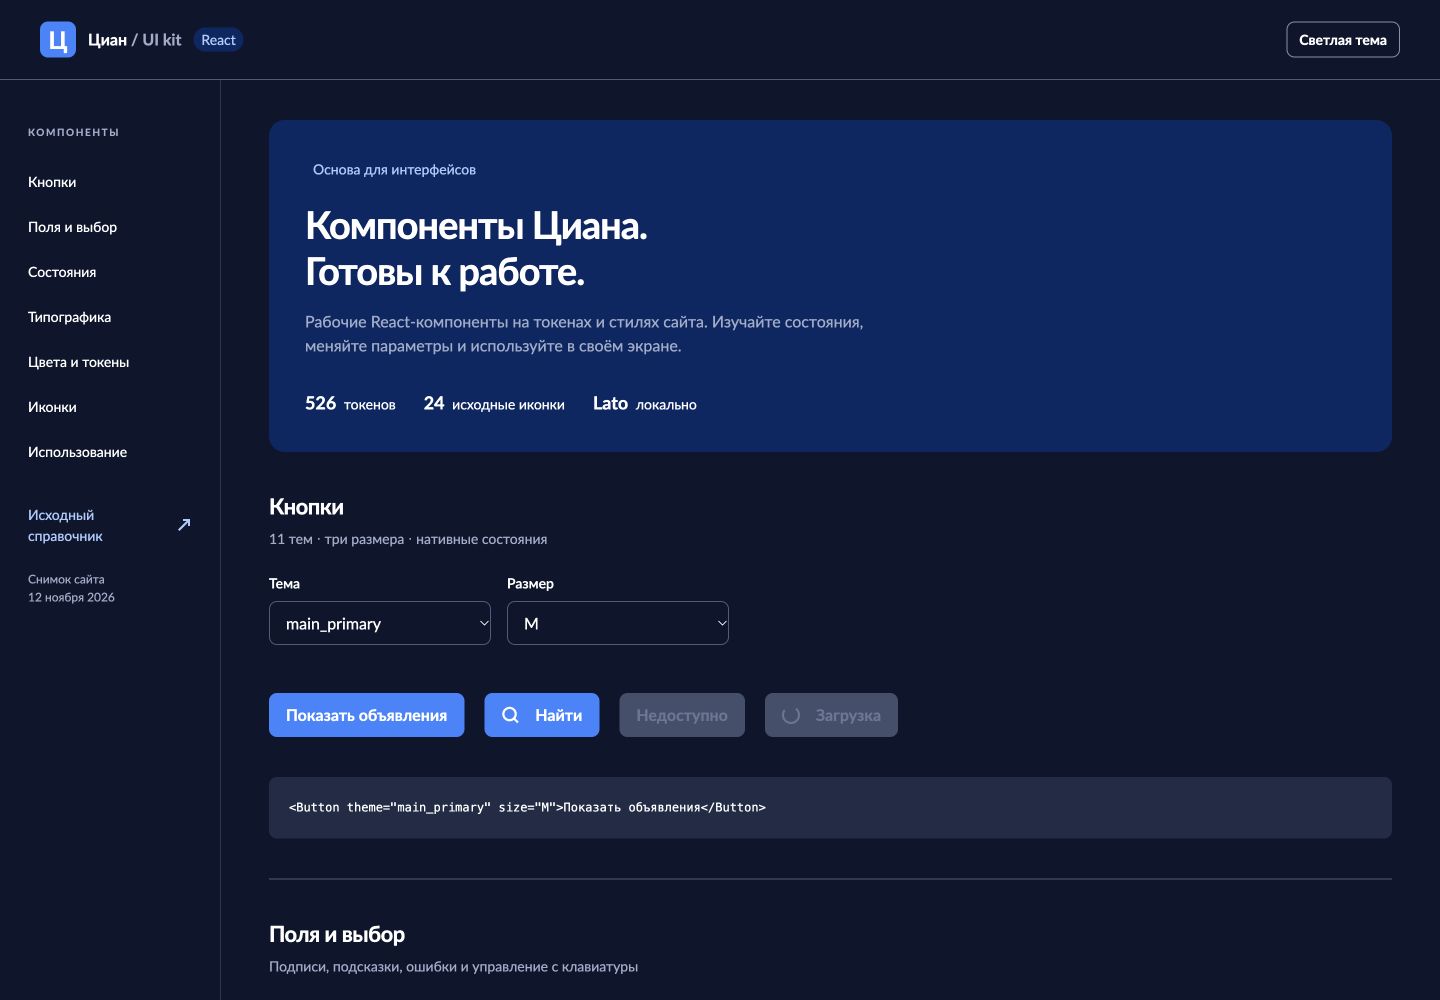 Ц Циан / UI kit React
Светлая тема
КОМПОНЕНТЫ
Кнопки
Поля и выбор
Состояния
Типографика
Цвета и токены
Иконки
Использование
Исходный
справочник
Снимок сайта
12 ноября 2026
Основа для интерфейсов
Компоненты Циана.
Готовы к работе.
Рабочие React-компоненты на токенах и стилях сайта. Изучайте состояния,
меняйте параметры и используйте в своём экране.
526 токенов 24 исходные иконки Lato локально
Кнопки
11 тем · три размера · нативные состояния
Тема Размер
main_primary M
Показать объявления Найти Недоступно Загрузка
<Button theme="main_primary" size="M">Показать объявления</Button>
Поля и выбор
Подписи, подсказки, ошибки и управление с клавиатуры